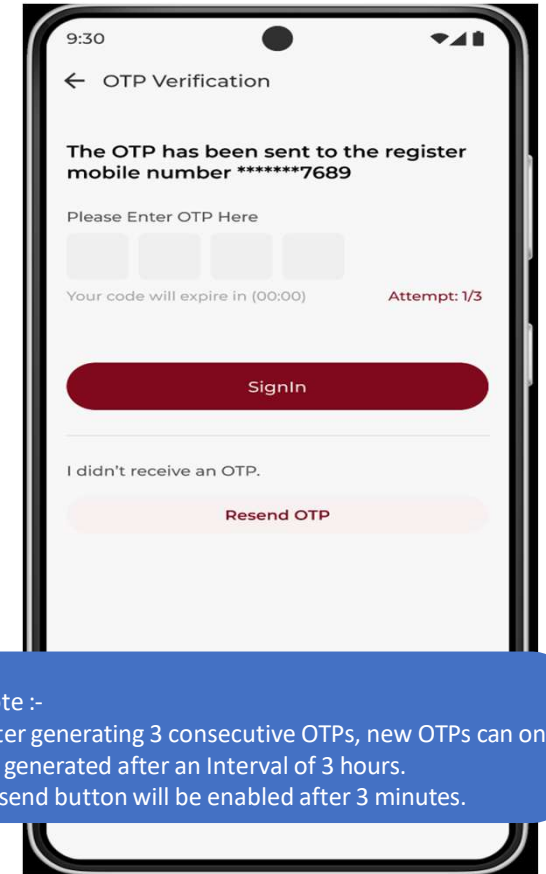 9:30
← OTP Verification
The OTP has been sent to the register
mobile number *******7689
Please Enter OTP Here
Your code will expire in (00:00) Attempt: 1/3
SignIn
I didn't receive an OTP.
Resend OTP
te :-
ter generating 3 consecutive OTPs, new OTPs can on
generated after an Interval of 3 hours.
send button will be enabled after 3 minutes.